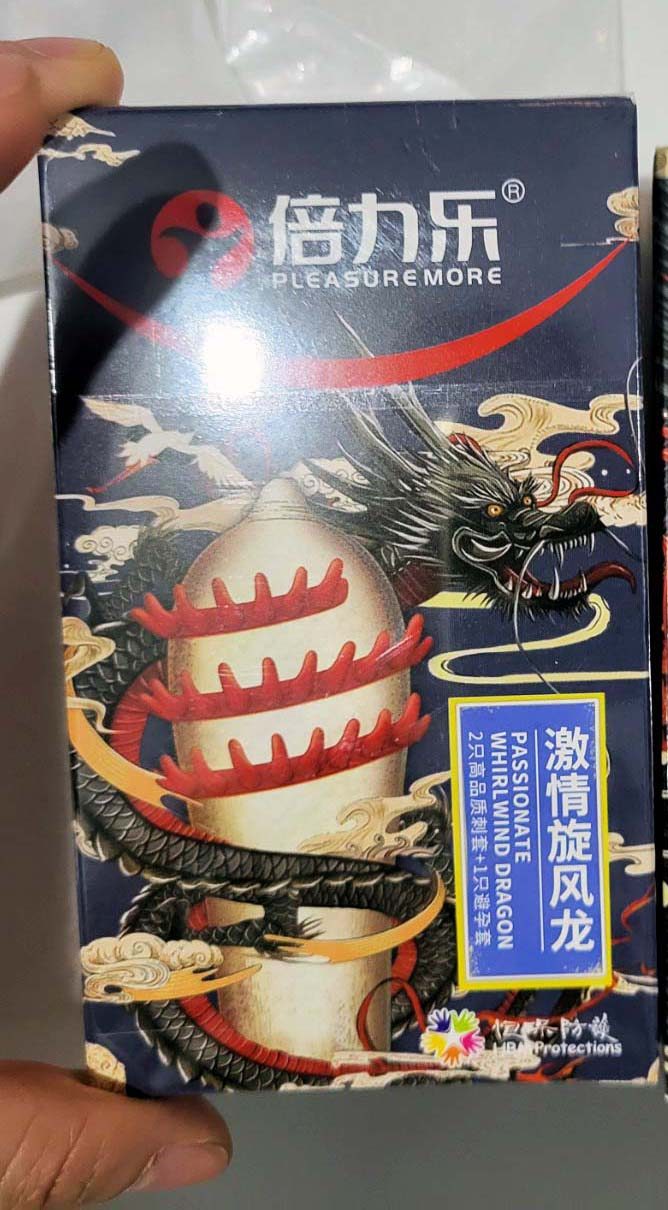 倍力乐®
PLEASUREMORE
激情旋风龙
PASSIONATE
WHIRLWIND DRAGON
2只高品质刺套+1只避孕套
Protections